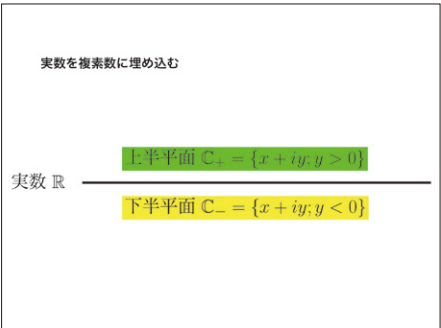 実数を複素数に埋め込む
上半平面 ℂ₊ = {x + iy; y > 0}
実数 ℝ
下半平面 ℂ₋ = {x + iy; y < 0}